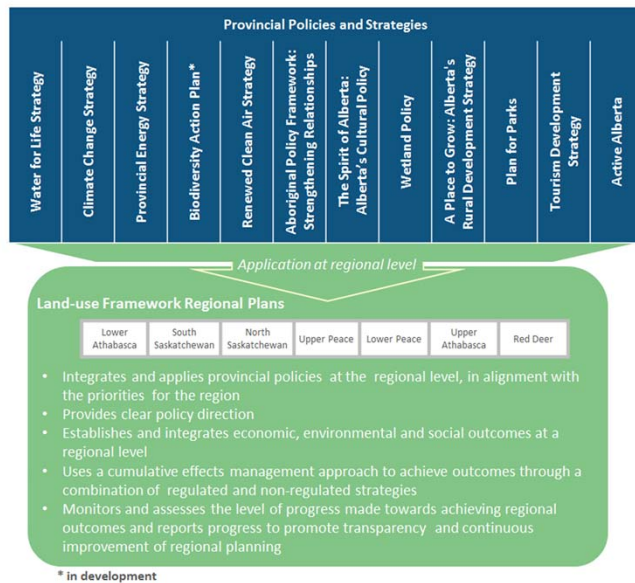 Provincial Policies and Strategies
Water for Life Strategy
Climate Change Strategy
Provincial Energy Strategy
Biodiversity Action Plan*
Renewed Clean Air Strategy
Aboriginal Policy Framework:
Strengthening Relationships
The Spirit of Alberta:
Alberta's Cultural Policy
Wetland Policy
A Place to Grow: Alberta's
Rural Development Strategy
Plan for Parks
Tourism Development
Strategy
Active Alberta
Application at regional level
Land-use Framework Regional Plans
Lower
Athabasca
South
Saskatchewan
North
Saskatchewan
Upper Peace
Lower Peace
Upper
Athabasca
Red Deer
• Integrates and applies provincial policies at the regional level, in alignment with
the priorities for the region
• Provides clear policy direction
• Establishes and integrates economic, environmental and social outcomes at a
regional level
• Uses a cumulative effects management approach to achieve outcomes through a
combination of regulated and non-regulated strategies
• Monitors and assesses the level of progress made towards achieving regional
outcomes and reports progress to promote transparency and continuous
improvement of regional planning
* in development